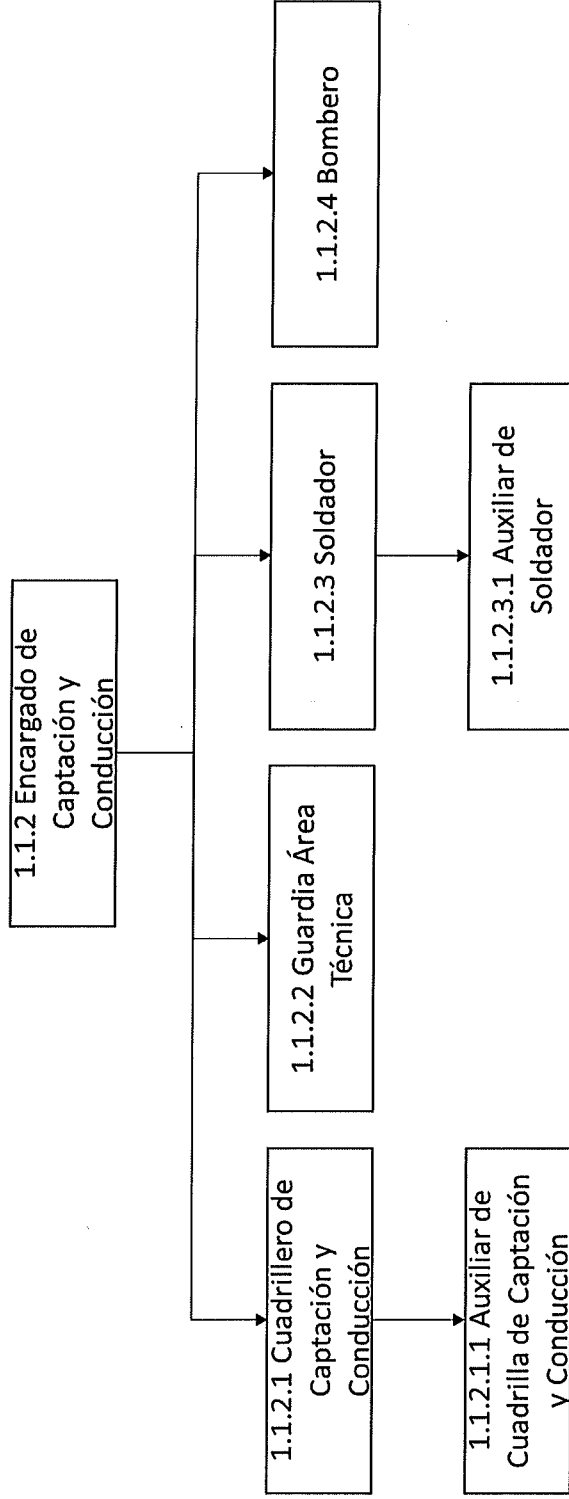 1.1.2 Encargado de
Captación y
Conducción
1.1.2.1 Cuadrillero de
Captación y
Conducción
1.1.2.2 Guardia Área
Técnica
1.1.2.3 Soldador
1.1.2.4 Bombero
1.1.2.1.1 Auxiliar de
Cuadrilla de Captación
y Conducción
1.1.2.3.1 Auxiliar de
Soldador